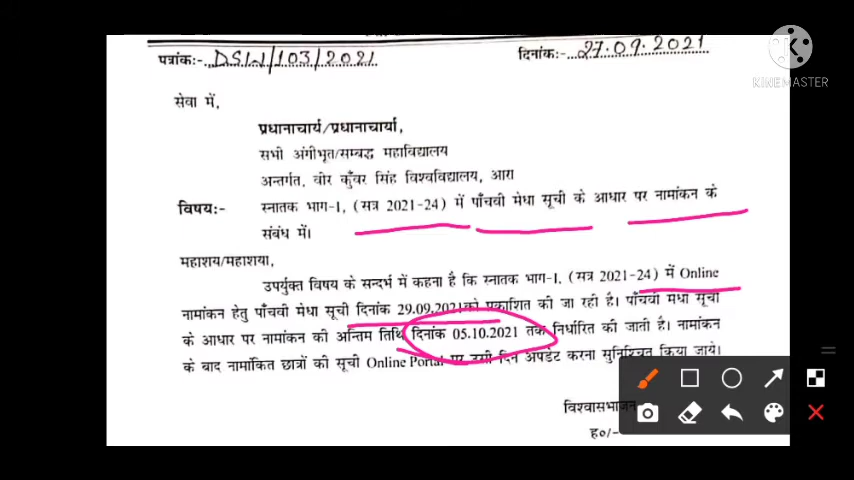 पत्रांक:-..DSW/103/2021
दिनांक:-..27.09.2021
KINEMASTER
सेवा में,
प्रधानाचार्य/प्रधानाचार्या,
सभी अंगीभूत/सम्बद्ध महाविद्यालय
अन्तर्गत, वीर कुँवर सिंह विश्वविद्यालय, आरा
विषय:- स्नातक भाग-I, (सत्र 2021-24) में पाँचवी मेधा सूची के आधार पर नामांकन के
संबंध में।
महाशय/महाशया,
उपर्युक्त विषय के सन्दर्भ में कहना है कि स्नातक भाग-I, (सत्र 2021-24) में Online
नामांकन हेतु पाँचवी मेधा सूची दिनांक 29.09.2021को प्रकाशित की जा रही है। पाँचवी मेधा सूची
के आधार पर नामांकन की अन्तिम तिथि दिनांक 05.10.2021 तक निर्धारित की जाती है। नामांकन
के बाद नामांकित छात्रों की सूची Online Portal पर उसी दिन अपडेट करना सुनिश्चित किया जाये।
विश्वासभाजन
ह०/-